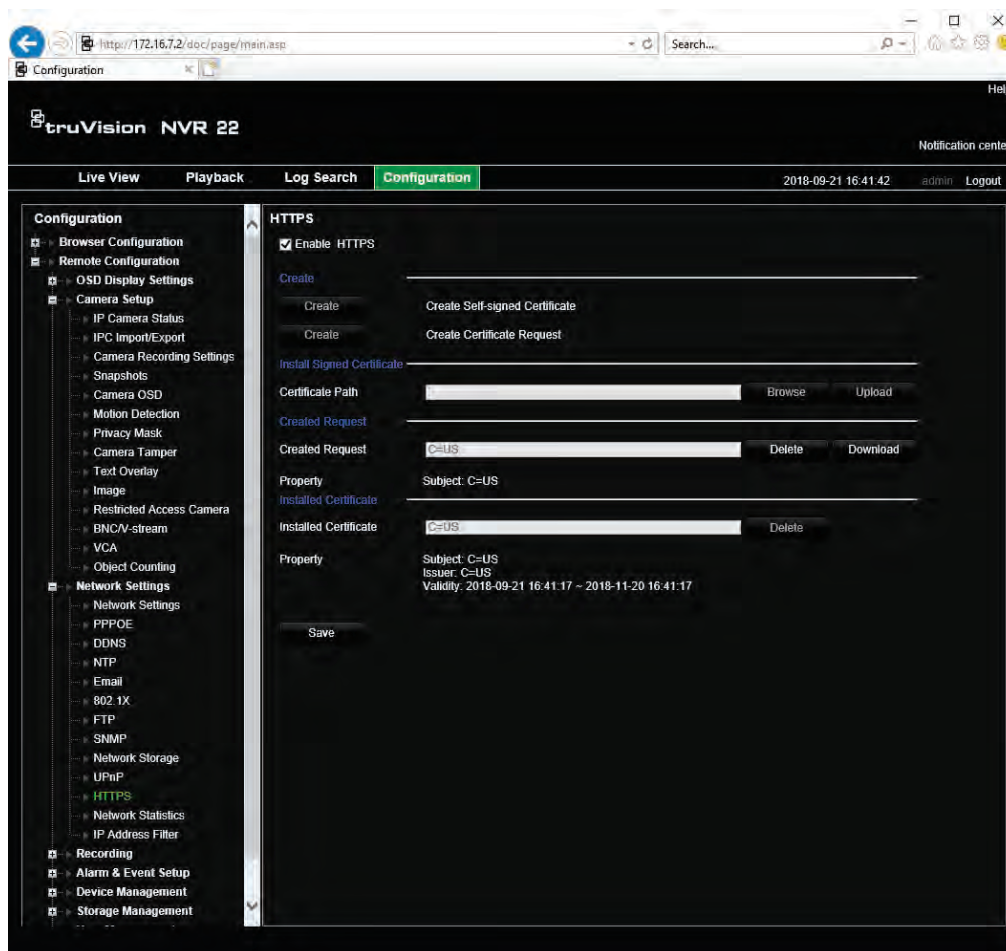 http://172.16.7.2/doc/page/main.asp
Search...
Configuration
Hel
truVision NVR 22
Notification cente
Live View Playback Log Search Configuration 2018-09-21 16:41:42 admin Logout
Configuration
Browser Configuration
Remote Configuration
OSD Display Settings
Camera Setup
IP Camera Status
IPC Import/Export
Camera Recording Settings
Snapshots
Camera OSD
Motion Detection
Privacy Mask
Camera Tamper
Text Overlay
Image
Restricted Access Camera
BNC/V-stream
VCA
Object Counting
Network Settings
Network Settings
PPPOE
DDNS
NTP
Email
802.1X
FTP
SNMP
Network Storage
UPnP
HTTPS
Network Statistics
IP Address Filter
Recording
Alarm & Event Setup
Device Management
Storage Management
HTTPS
Enable HTTPS
Create
Create Create Self-signed Certificate
Create Create Certificate Request
Install Signed Certificate
Certificate Path Browse Upload
Created Request
Created Request C=US Delete Download
Property Subject: C=US
Installed Certificate
Installed Certificate C=US Delete
Property Subject: C=US
Issuer: C=US
Validity: 2018-09-21 16:41:17 ~ 2018-11-20 16:41:17
Save